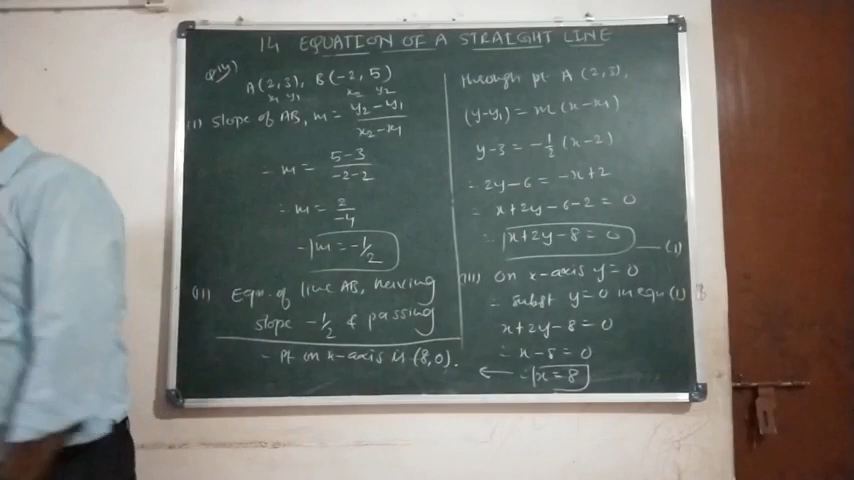 14 EQUATION OF A STRAIGHT LINE
A(2,3), B(-2,5)
x₁ y₁ x₂ y₂
(i) Slope of AB, m = y₂-y₁ / x₂-x₁
∴ m = 5-3 / -2-2
∴ m = 2 / -4
∴ m = -1/2
(ii) Eqn. of line AB, having
slope -1/2 & passing
through pt. A (2,3),
(y-y₁) = m(x-x₁)
y-3 = -1/2 (x-2)
∴ 2y-6 = -x+2
∴ x+2y-6-2 = 0
∴ x+2y-8 = 0 — (1)
(iii) On x-axis y=0
∴ subst y=0 in eqn (1)
x+2y-8=0
∴ x-8=0
∴ x=8
∴ Pt on x-axis is (8,0).